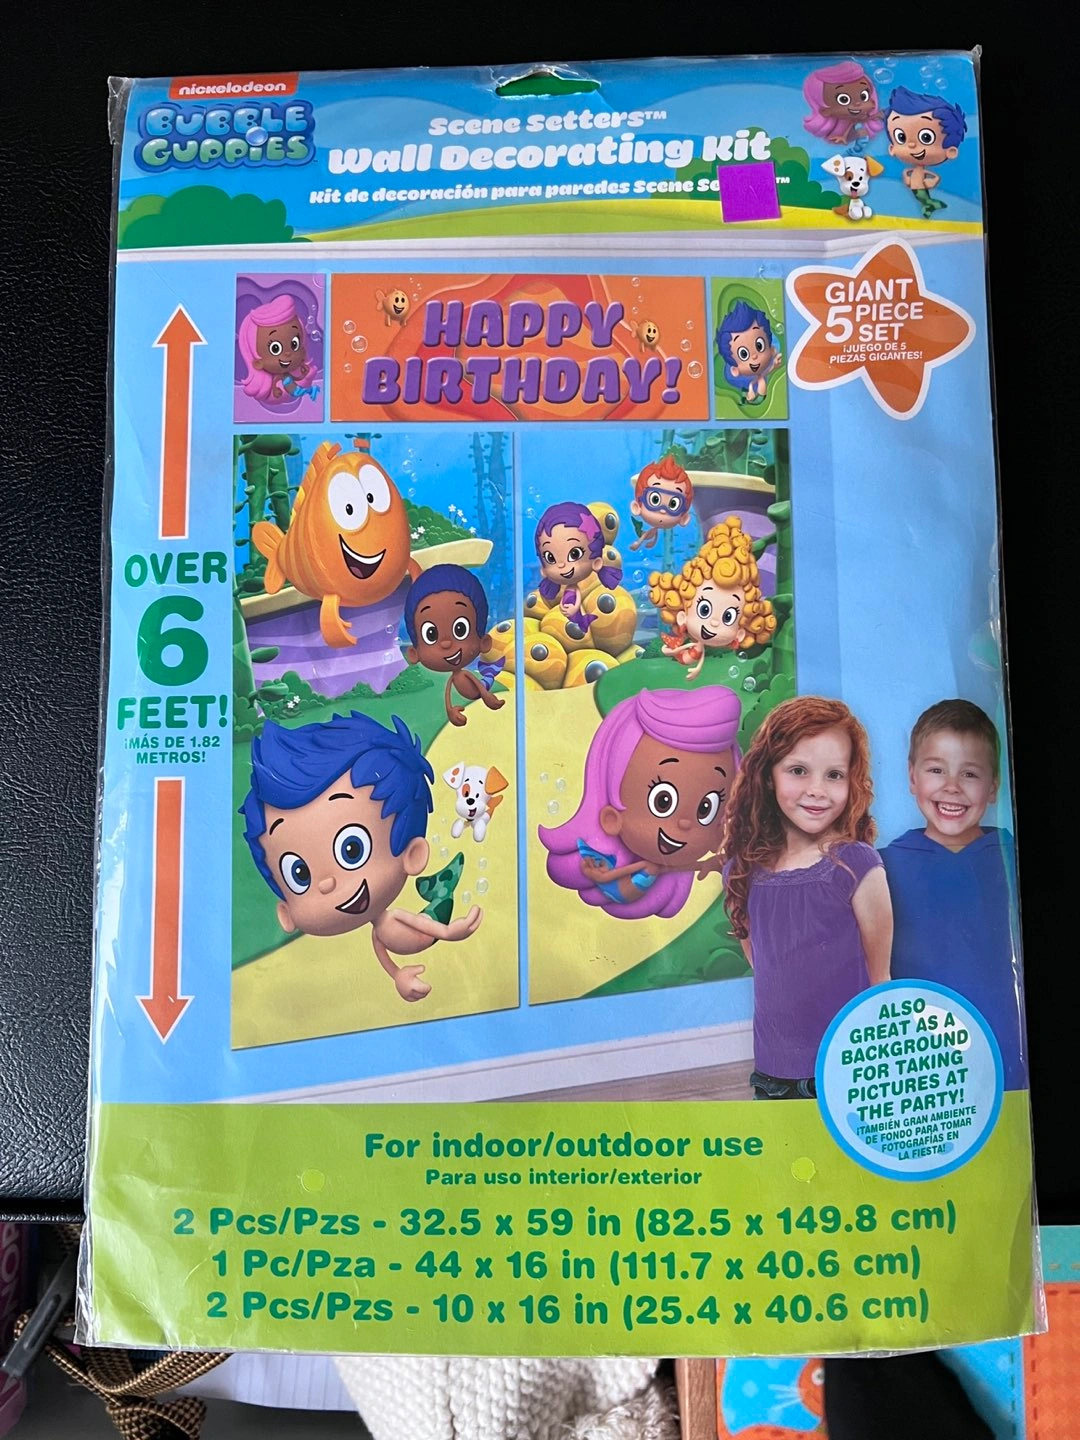 nickelodeon
BUBBLE
GUPPIES
Scene Setters™
Wall Decorating Kit
Kit de decoración para paredes Scene
HAPPY
BIRTHDAY!
GIANT
5 PIECE
SET
¡JUEGO DE 5
PIEZAS GIGANTES!
OVER
6
FEET!
¡MÁS DE 1.82
METROS!
ALSO
GREAT AS A
BACKGROUND
FOR TAKING
PICTURES AT
THE PARTY!
¡TAMBIÉN GRAN AMBIENTE
DE FONDO PARA TOMAR
FOTOGRAFÍAS EN
LA FIESTA!
For indoor/outdoor use
Para uso interior/exterior
2 Pcs/Pzs - 32.5 x 59 in (82.5 x 149.8 cm)
1 Pc/Pza - 44 x 16 in (111.7 x 40.6 cm)
2 Pcs/Pzs - 10 x 16 in (25.4 x 40.6 cm)